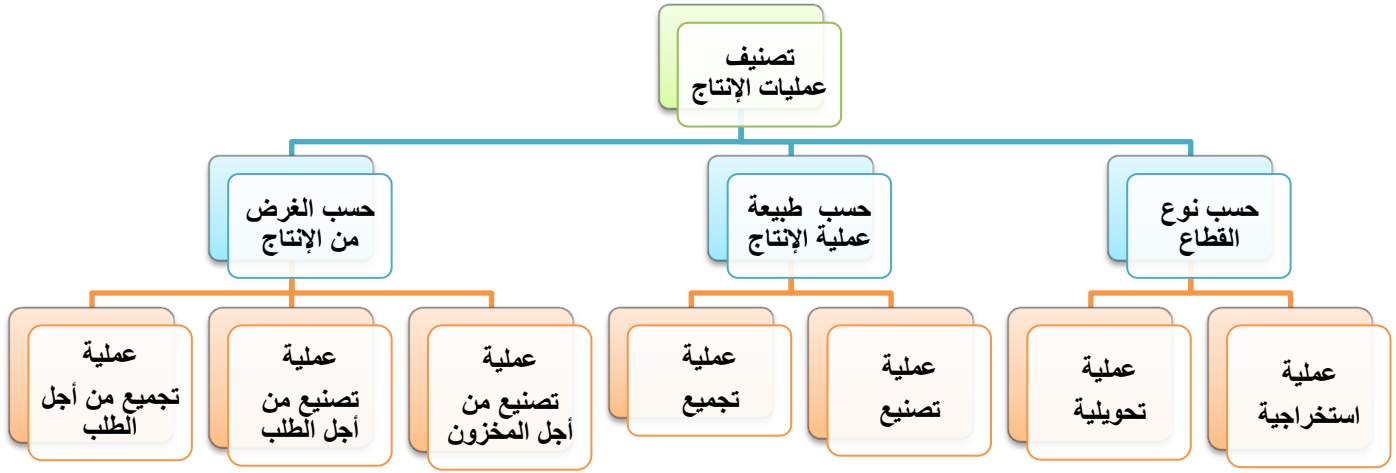 تصنيف
عمليات الإنتاج
حسب نوع
القطاع
حسب طبيعة
عملية الإنتاج
حسب الغرض
من الإنتاج
عملية
استخراجية
عملية
تحويلية
عملية
تصنيع
عملية
تجميع
عملية
تصنيع من
أجل المخزون
عملية
تصنيع من
أجل الطلب
عملية
تجميع من أجل
الطلب